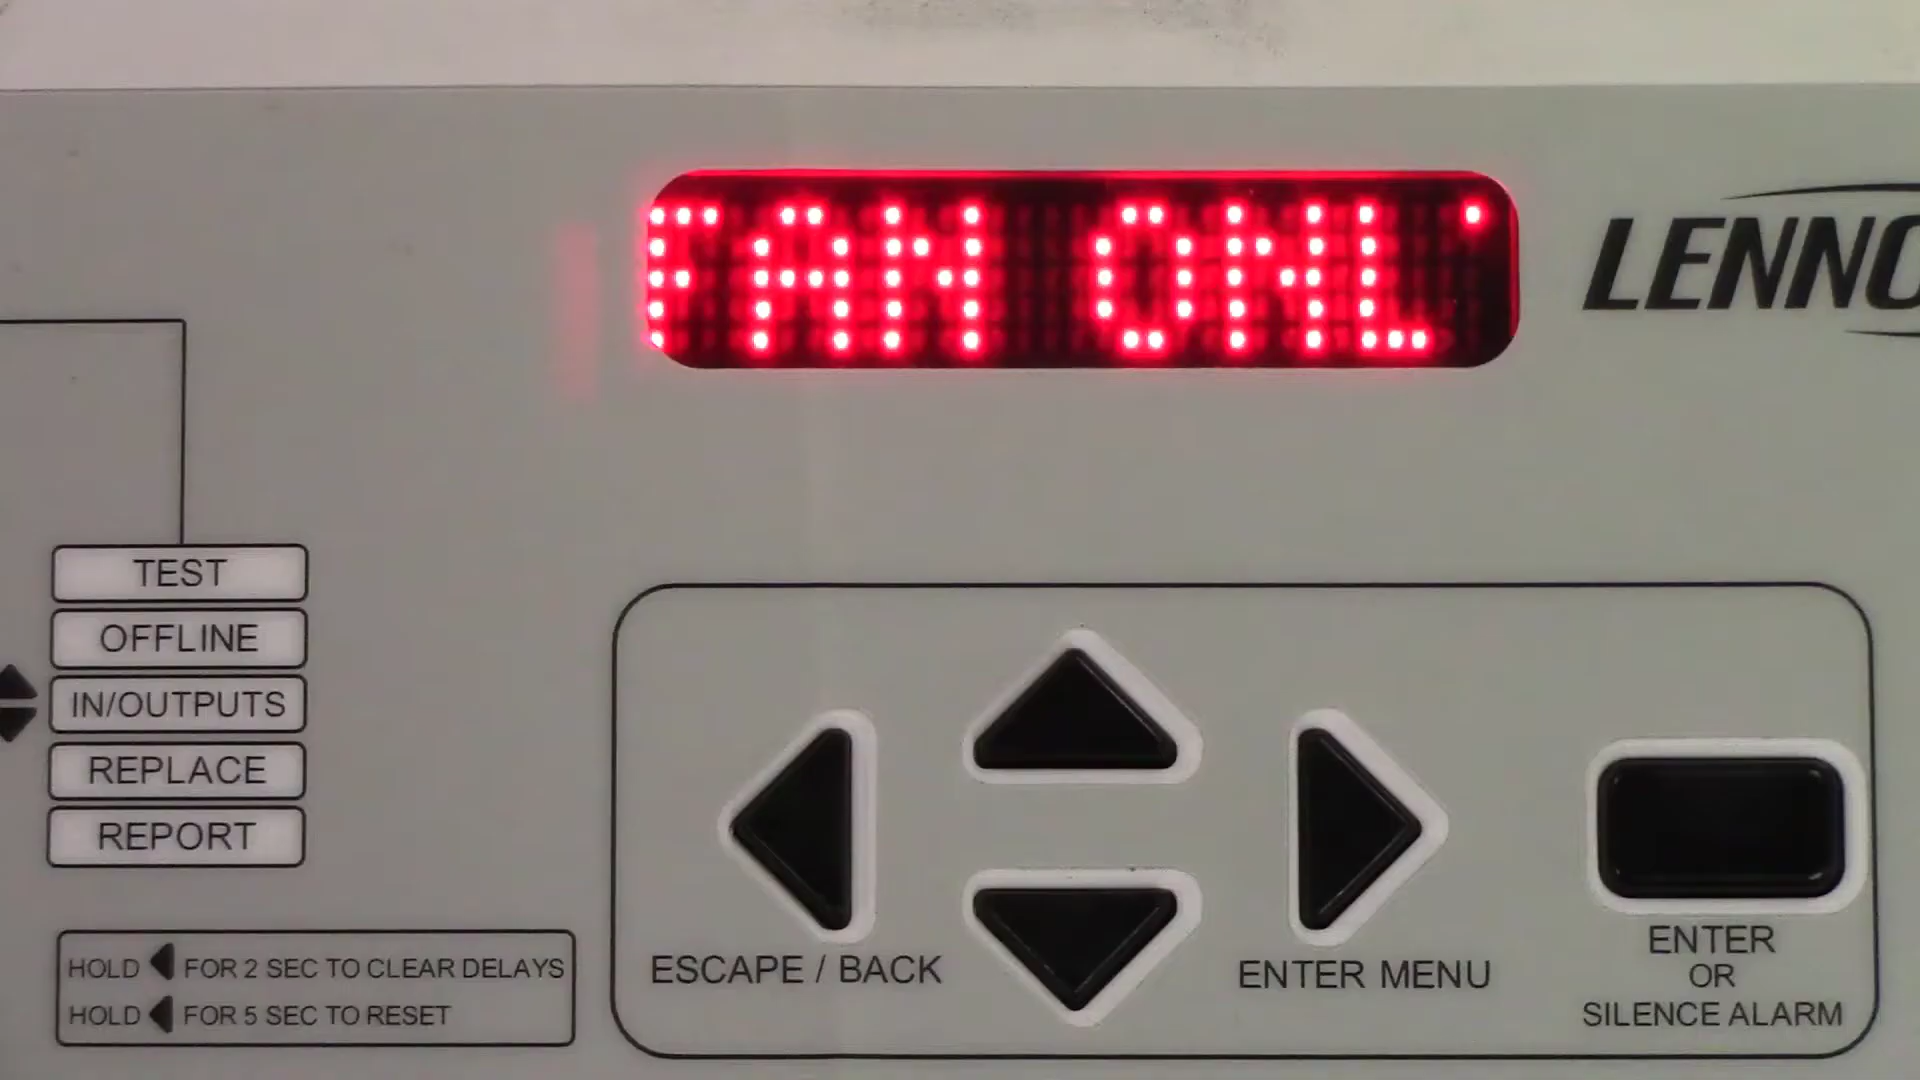 FAN ONL
LENNO
TEST
OFFLINE
IN/OUTPUTS
REPLACE
REPORT
HOLD ◀ FOR 2 SEC TO CLEAR DELAYS
HOLD ◀ FOR 5 SEC TO RESET
ESCAPE / BACK
ENTER MENU
ENTER
OR
SILENCE ALARM